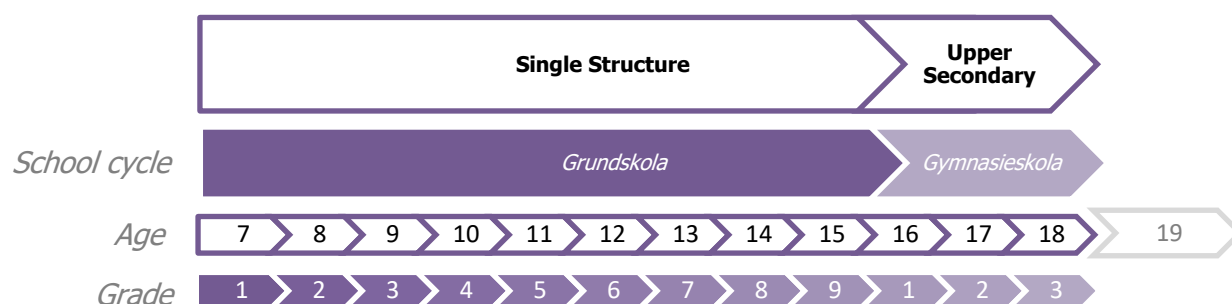 Single Structure
Upper
Secondary
School cycle
Grundskola
Gymnasieskola
Age
7 8 9 10 11 12 13 14 15 16 17 18 19
Grade
1 2 3 4 5 6 7 8 9 1 2 3